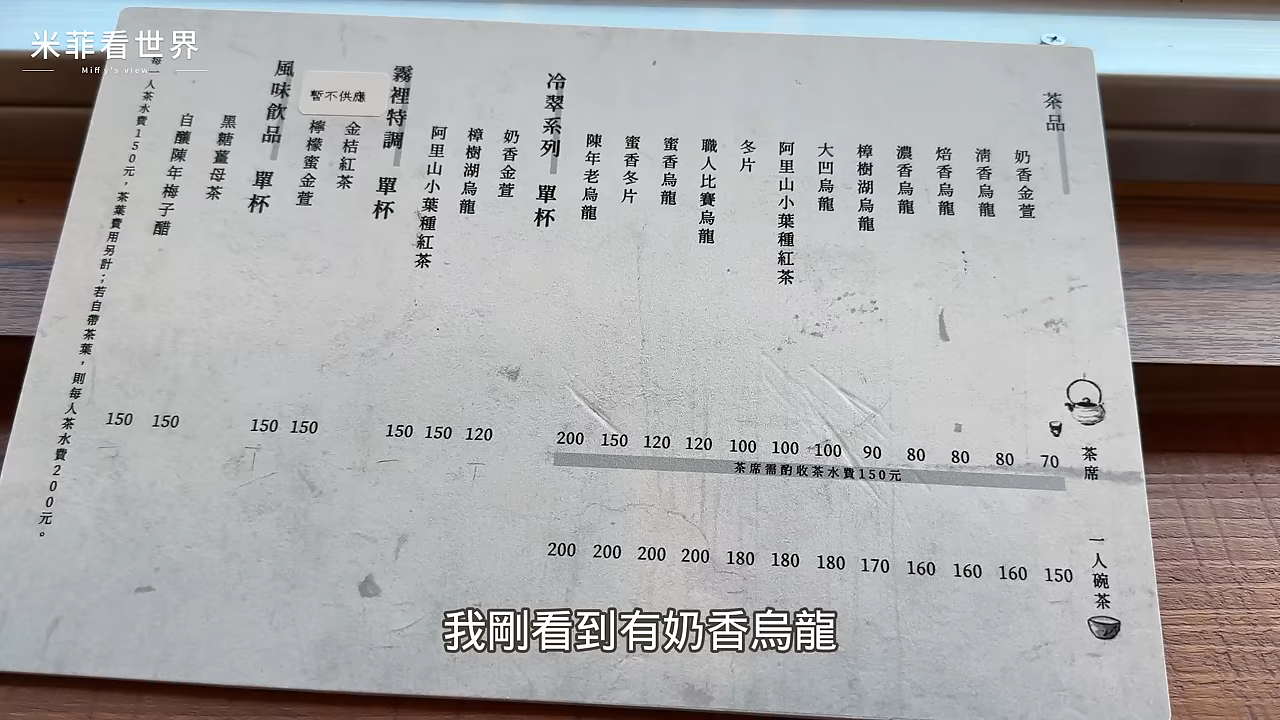 米菲看世界
Miffy's view
茶品
奶香金萱
清香烏龍
焙香烏龍
濃香烏龍
樟樹湖烏龍
大凹烏龍
阿里山小葉種紅茶
冬片
職人比賽烏龍
蜜香烏龍
蜜香冬片
陳年老烏龍
茶席
70
80
80
80
90
100
100
100
120
120
150
200
茶席需酌收茶水費150元
一人碗茶
150
160
160
160
170
180
180
180
200
200
200
200
冷翠系列 單杯
奶香金萱
樟樹湖烏龍
阿里山小葉種紅茶
120
150
150
霧裡特調 單杯
暫不供應
金桔紅茶
檸檬蜜金萱
150
150
風味飲品 單杯
黑糖薑母茶
自釀陳年梅子醋
150
150
每一人茶水費150元，茶葉費用另計；若自帶茶葉，則每人茶水費200元。
我剛看到有奶香烏龍